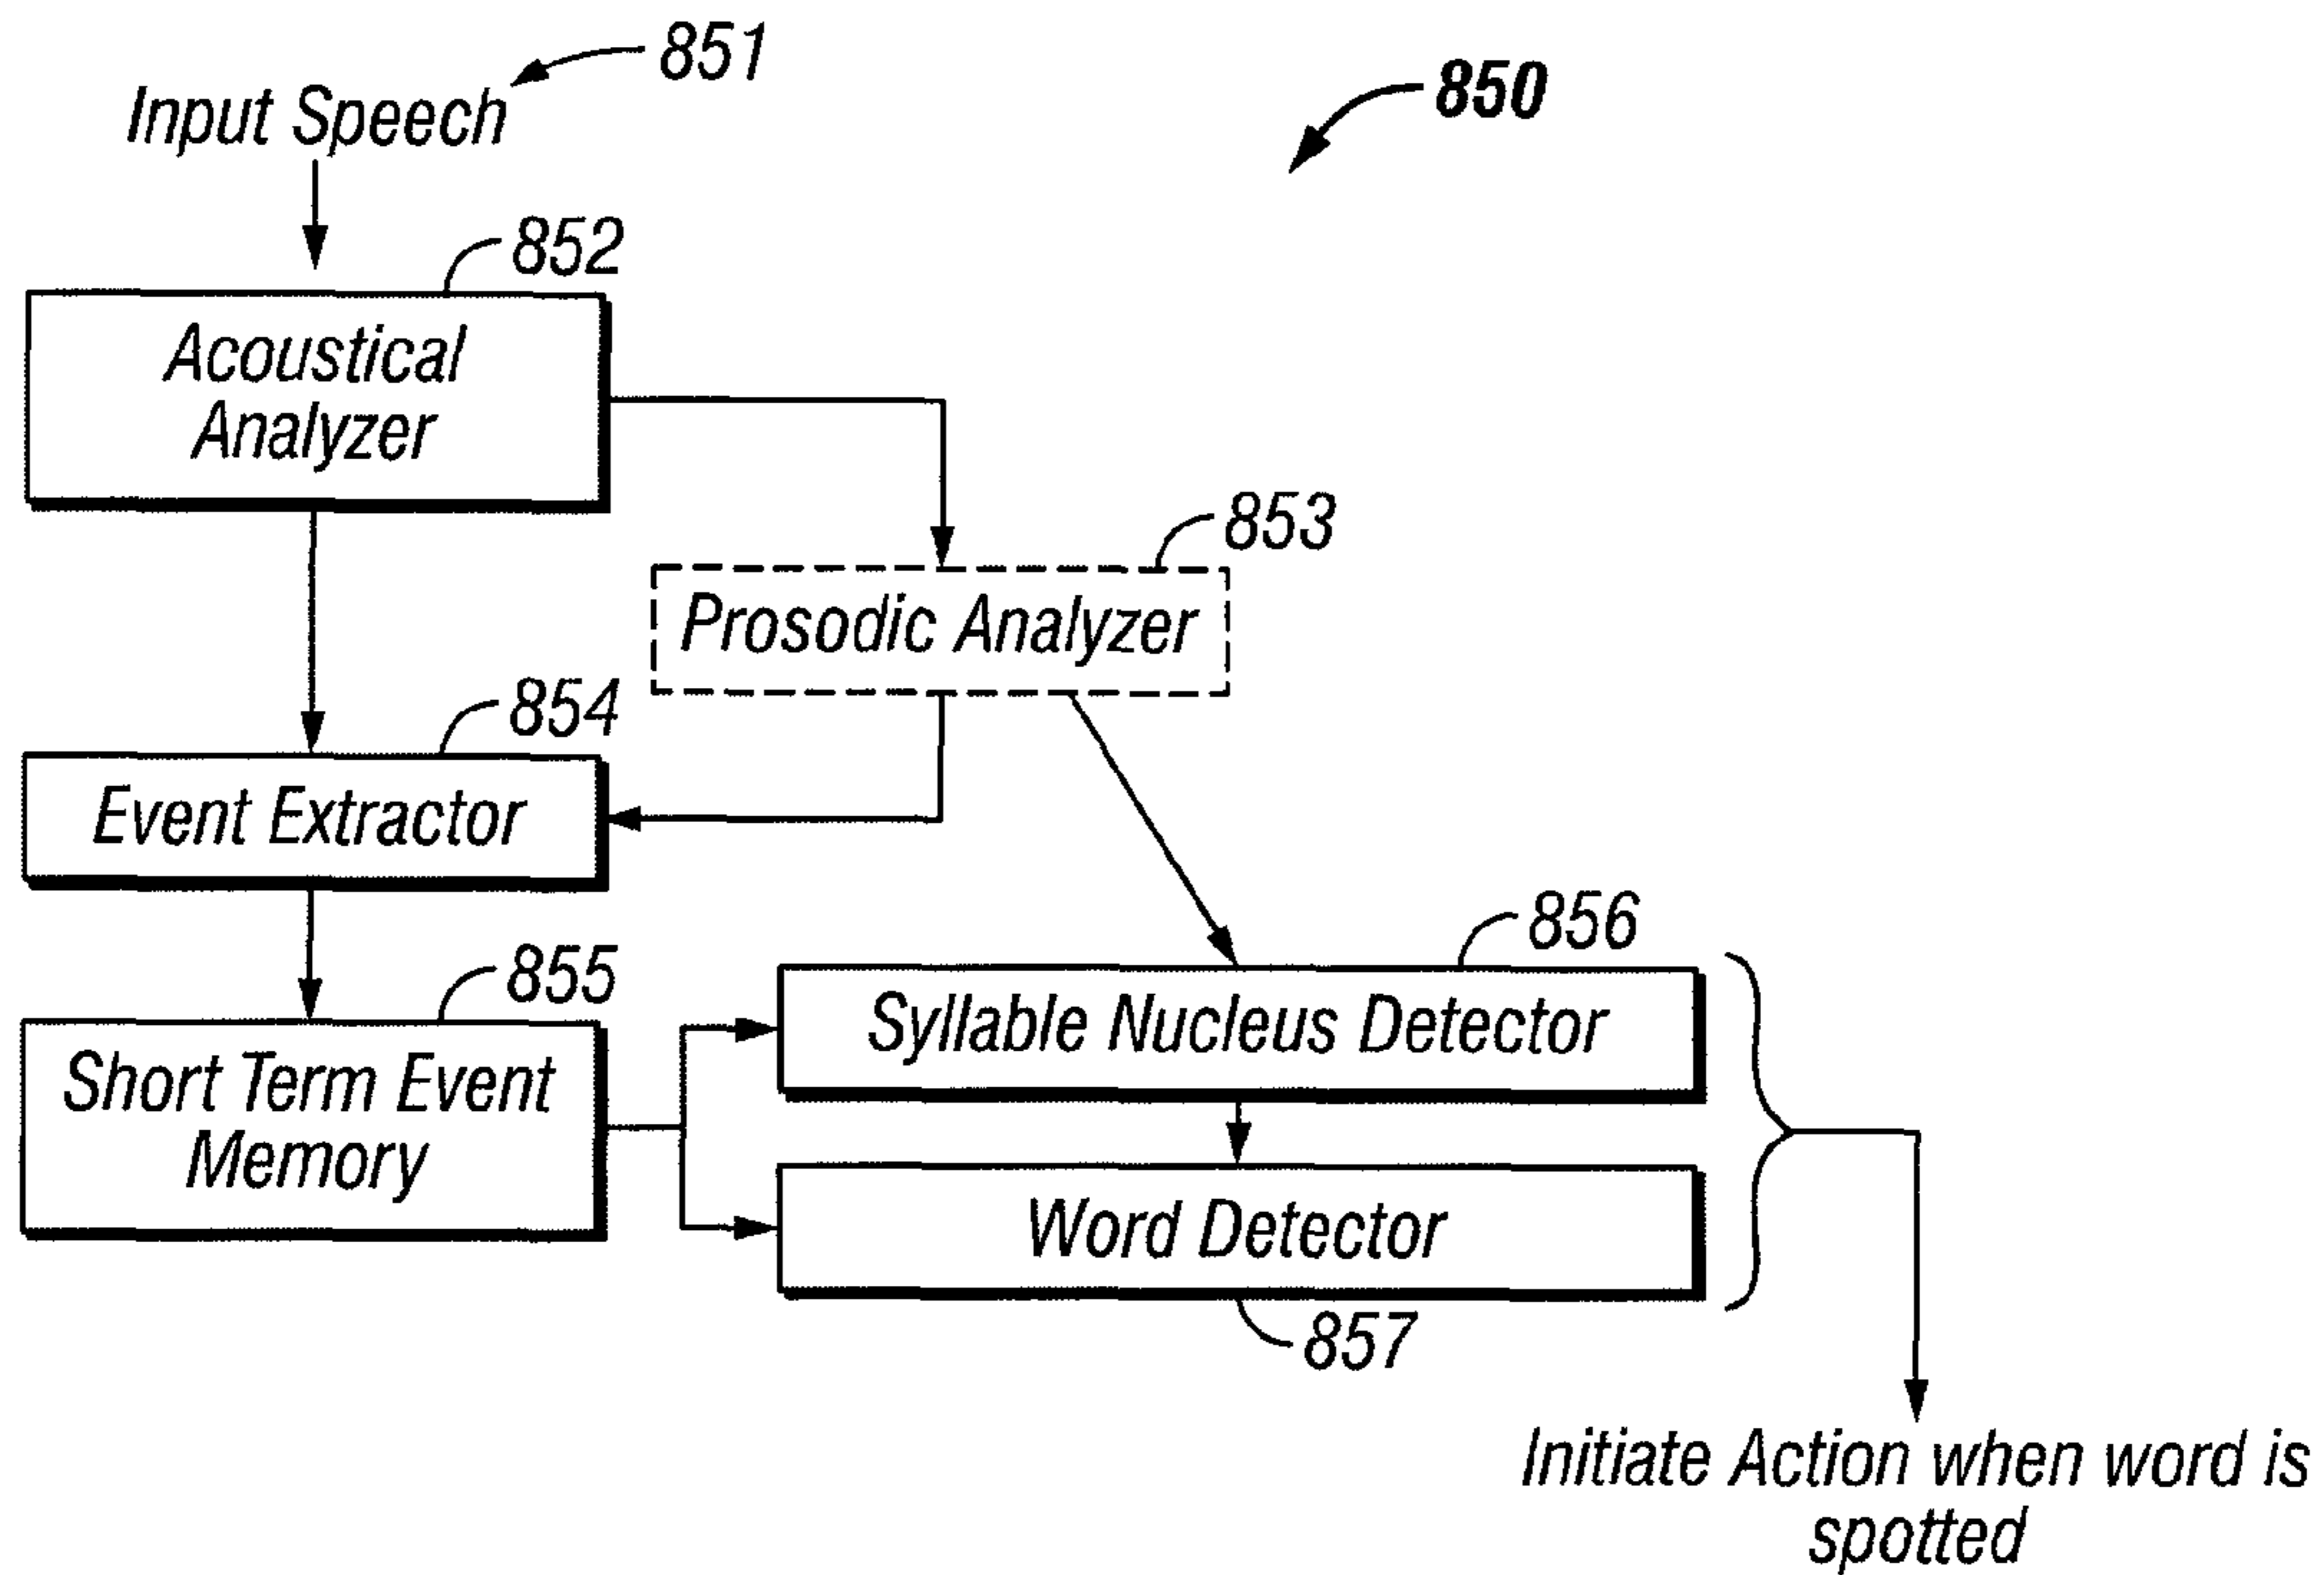 851
Input Speech
850
852
Acoustical
Analyzer
853
Prosodic Analyzer
854
Event Extractor
855
Short Term Event
Memory
856
Syllable Nucleus Detector
Word Detector
857
Initiate Action when word is
spotted